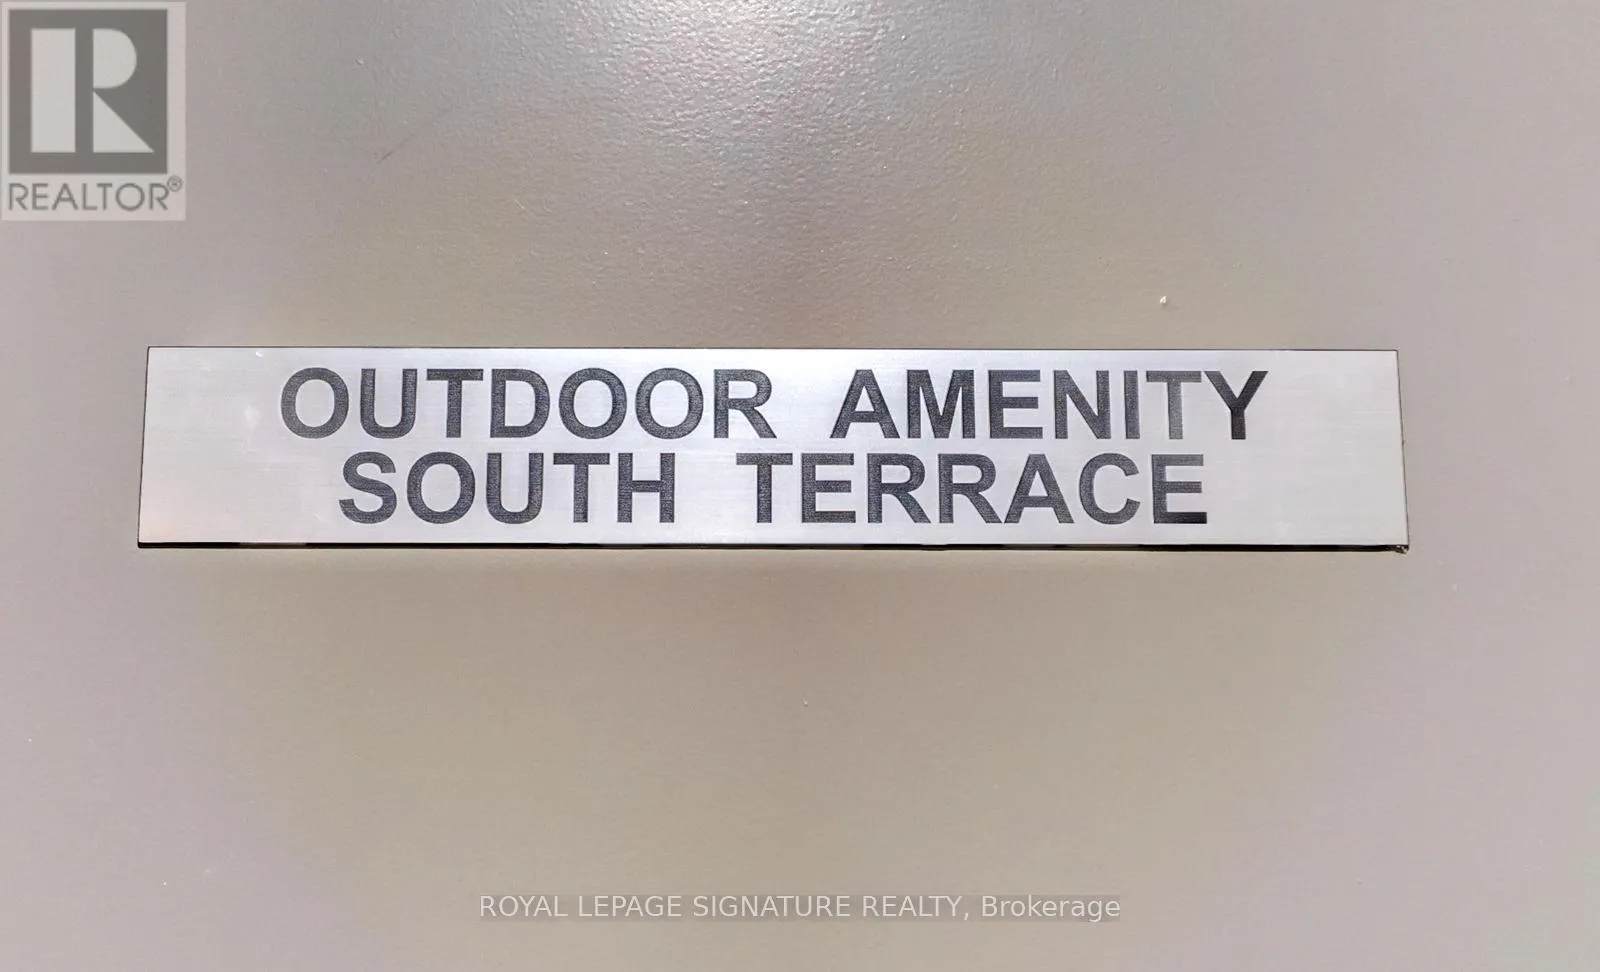 R
REALTOR®
OUTDOOR AMENITY
SOUTH TERRACE
ROYAL LEPAGE SIGNATURE REALTY, Brokerage